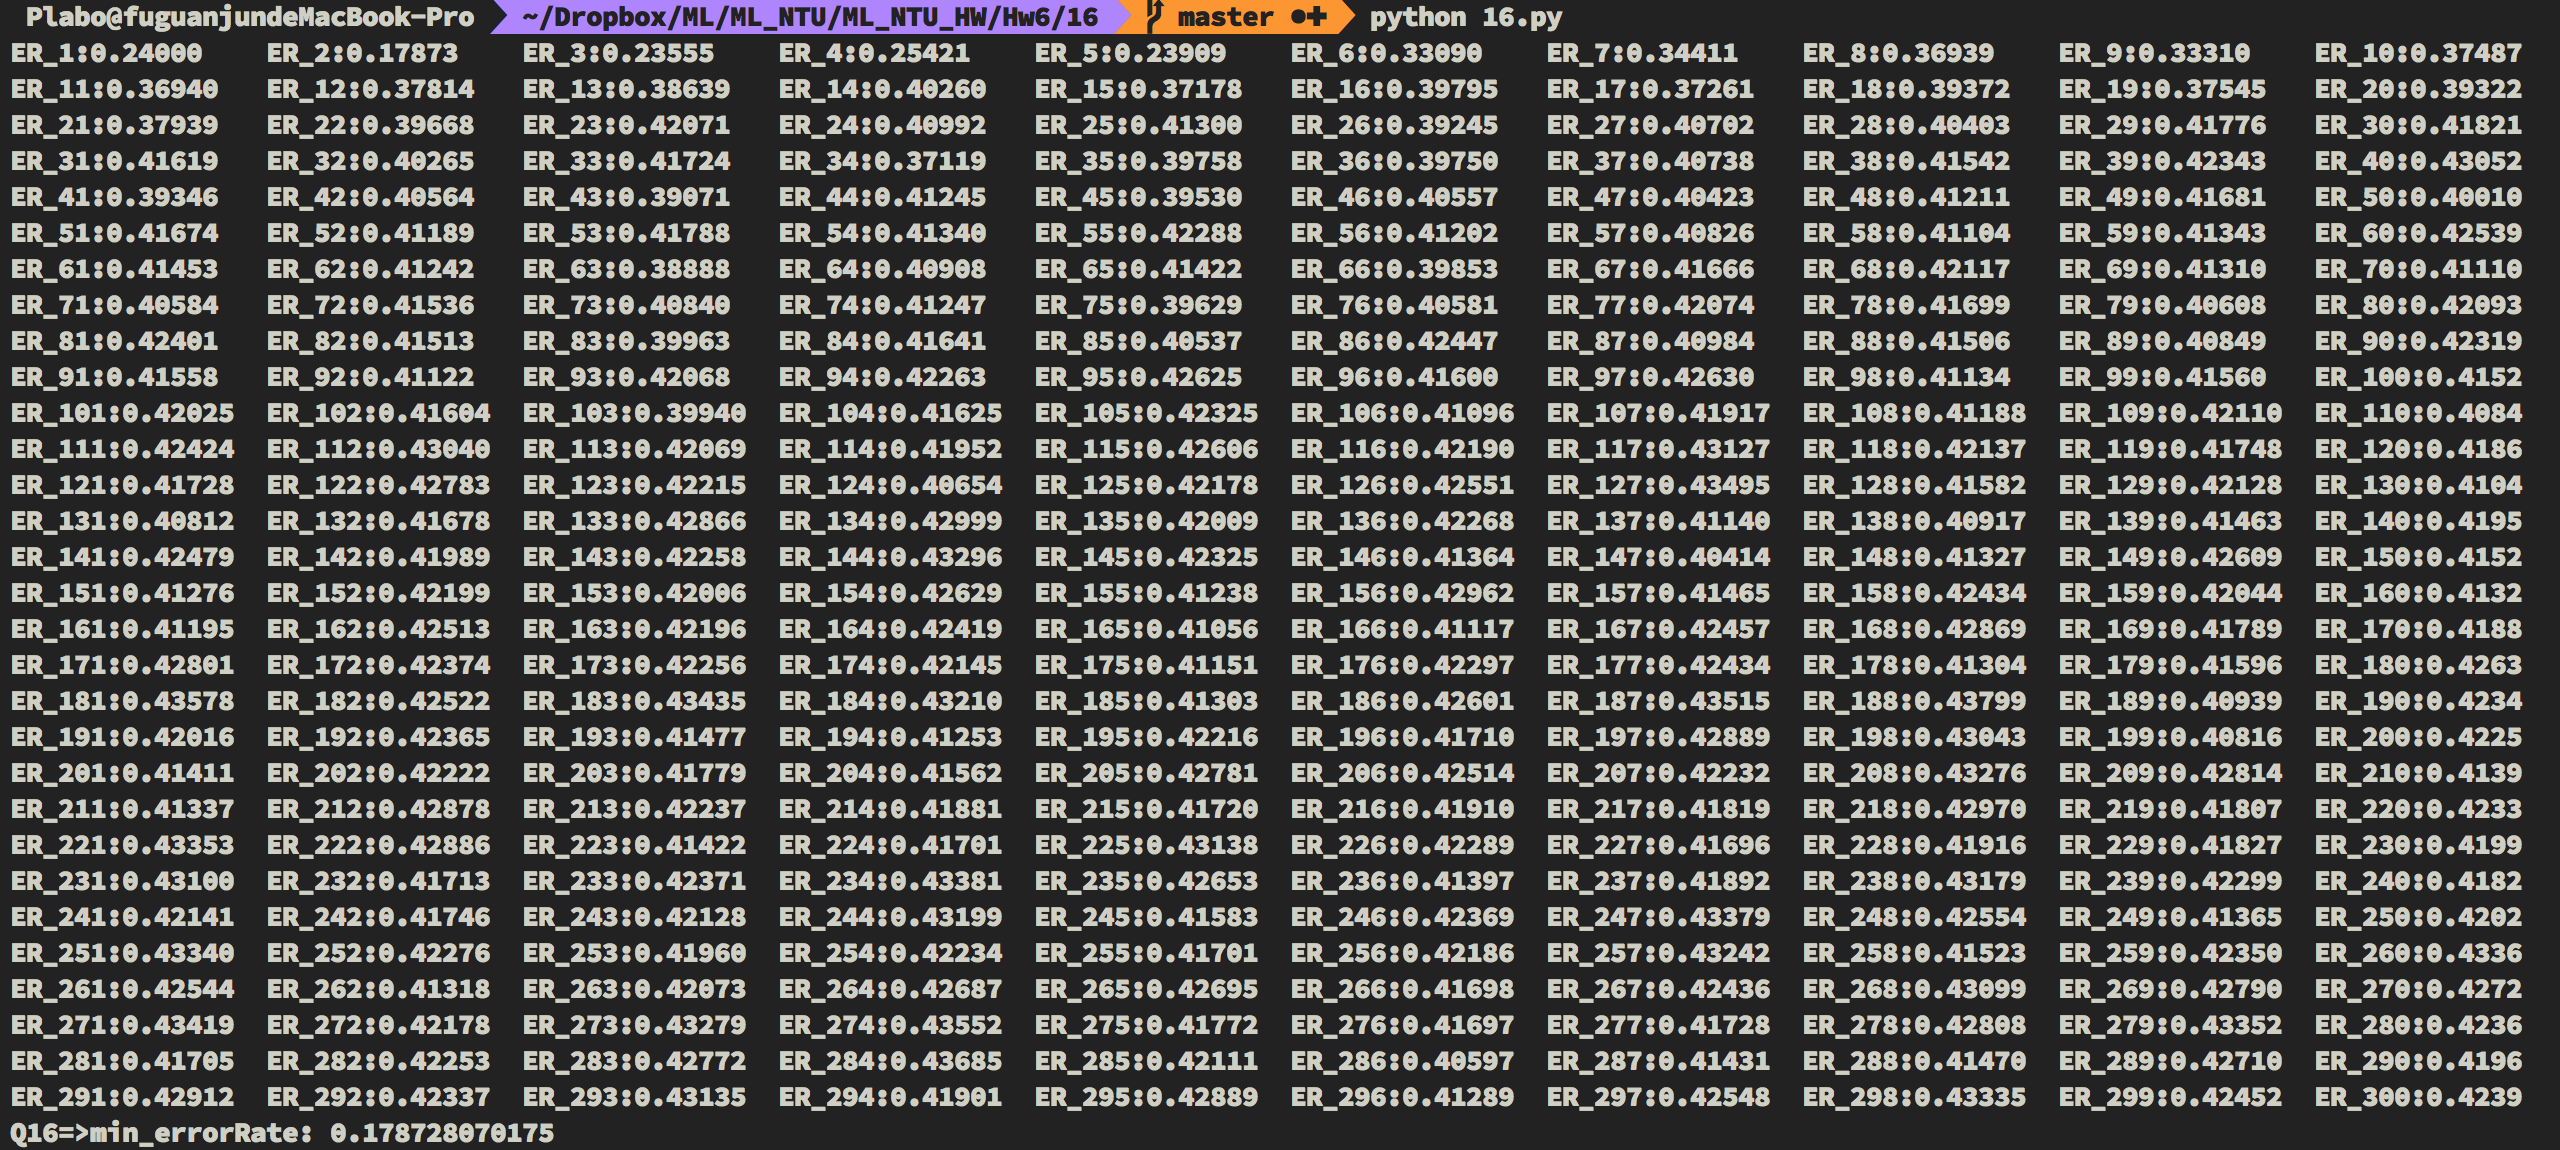 Plabo@fuguanjundeMacBook-Pro ~/Dropbox/ML/ML_NTU/ML_NTU_HW/Hw6/16 master ●✚ python 16.py
ER_1:0.24000 ER_2:0.17873 ER_3:0.23555 ER_4:0.25421 ER_5:0.23909 ER_6:0.33090 ER_7:0.34411 ER_8:0.36939 ER_9:0.33310 ER_10:0.37487
ER_11:0.36940 ER_12:0.37814 ER_13:0.38639 ER_14:0.40260 ER_15:0.37178 ER_16:0.39795 ER_17:0.37261 ER_18:0.39372 ER_19:0.37545 ER_20:0.39322
ER_21:0.37939 ER_22:0.39668 ER_23:0.42071 ER_24:0.40992 ER_25:0.41300 ER_26:0.39245 ER_27:0.40702 ER_28:0.40403 ER_29:0.41776 ER_30:0.41821
ER_31:0.41619 ER_32:0.40265 ER_33:0.41724 ER_34:0.37119 ER_35:0.39758 ER_36:0.39750 ER_37:0.40738 ER_38:0.41542 ER_39:0.42343 ER_40:0.43052
ER_41:0.39346 ER_42:0.40564 ER_43:0.39071 ER_44:0.41245 ER_45:0.39530 ER_46:0.40557 ER_47:0.40423 ER_48:0.41211 ER_49:0.41681 ER_50:0.40010
ER_51:0.41674 ER_52:0.41189 ER_53:0.41788 ER_54:0.41340 ER_55:0.42288 ER_56:0.41202 ER_57:0.40826 ER_58:0.41104 ER_59:0.41343 ER_60:0.42539
ER_61:0.41453 ER_62:0.41242 ER_63:0.38888 ER_64:0.40908 ER_65:0.41422 ER_66:0.39853 ER_67:0.41666 ER_68:0.42117 ER_69:0.41310 ER_70:0.41110
ER_71:0.40584 ER_72:0.41536 ER_73:0.40840 ER_74:0.41247 ER_75:0.39629 ER_76:0.40581 ER_77:0.42074 ER_78:0.41699 ER_79:0.40608 ER_80:0.42093
ER_81:0.42401 ER_82:0.41513 ER_83:0.39963 ER_84:0.41641 ER_85:0.40537 ER_86:0.42447 ER_87:0.40984 ER_88:0.41506 ER_89:0.40849 ER_90:0.42319
ER_91:0.41558 ER_92:0.41122 ER_93:0.42068 ER_94:0.42263 ER_95:0.42625 ER_96:0.41600 ER_97:0.42630 ER_98:0.41134 ER_99:0.41560 ER_100:0.4152
ER_101:0.42025 ER_102:0.41604 ER_103:0.39940 ER_104:0.41625 ER_105:0.42325 ER_106:0.41096 ER_107:0.41917 ER_108:0.41188 ER_109:0.42110 ER_110:0.4084
ER_111:0.42424 ER_112:0.43040 ER_113:0.42069 ER_114:0.41952 ER_115:0.42606 ER_116:0.42190 ER_117:0.43127 ER_118:0.42137 ER_119:0.41748 ER_120:0.4186
ER_121:0.41728 ER_122:0.42783 ER_123:0.42215 ER_124:0.40654 ER_125:0.42178 ER_126:0.42551 ER_127:0.43495 ER_128:0.41582 ER_129:0.42128 ER_130:0.4104
ER_131:0.40812 ER_132:0.41678 ER_133:0.42866 ER_134:0.42999 ER_135:0.42009 ER_136:0.42268 ER_137:0.41140 ER_138:0.40917 ER_139:0.41463 ER_140:0.4195
ER_141:0.42479 ER_142:0.41989 ER_143:0.42258 ER_144:0.43296 ER_145:0.42325 ER_146:0.41364 ER_147:0.40414 ER_148:0.41327 ER_149:0.42609 ER_150:0.4152
ER_151:0.41276 ER_152:0.42199 ER_153:0.42006 ER_154:0.42629 ER_155:0.41238 ER_156:0.42962 ER_157:0.41465 ER_158:0.42434 ER_159:0.42044 ER_160:0.4132
ER_161:0.41195 ER_162:0.42513 ER_163:0.42196 ER_164:0.42419 ER_165:0.41056 ER_166:0.41117 ER_167:0.42457 ER_168:0.42869 ER_169:0.41789 ER_170:0.4188
ER_171:0.42801 ER_172:0.42374 ER_173:0.42256 ER_174:0.42145 ER_175:0.41151 ER_176:0.42297 ER_177:0.42434 ER_178:0.41304 ER_179:0.41596 ER_180:0.4263
ER_181:0.43578 ER_182:0.42522 ER_183:0.43435 ER_184:0.43210 ER_185:0.41303 ER_186:0.42601 ER_187:0.43515 ER_188:0.43799 ER_189:0.40939 ER_190:0.4234
ER_191:0.42016 ER_192:0.42365 ER_193:0.41477 ER_194:0.41253 ER_195:0.42216 ER_196:0.41710 ER_197:0.42889 ER_198:0.43043 ER_199:0.40816 ER_200:0.4225
ER_201:0.41411 ER_202:0.42222 ER_203:0.41779 ER_204:0.41562 ER_205:0.42781 ER_206:0.42514 ER_207:0.42232 ER_208:0.43276 ER_209:0.42814 ER_210:0.4139
ER_211:0.41337 ER_212:0.42878 ER_213:0.42237 ER_214:0.41881 ER_215:0.41720 ER_216:0.41910 ER_217:0.41819 ER_218:0.42970 ER_219:0.41807 ER_220:0.4233
ER_221:0.43353 ER_222:0.42886 ER_223:0.41422 ER_224:0.41701 ER_225:0.43138 ER_226:0.42289 ER_227:0.41696 ER_228:0.41916 ER_229:0.41827 ER_230:0.4199
ER_231:0.43100 ER_232:0.41713 ER_233:0.42371 ER_234:0.43381 ER_235:0.42653 ER_236:0.41397 ER_237:0.41892 ER_238:0.43179 ER_239:0.42299 ER_240:0.4182
ER_241:0.42141 ER_242:0.41746 ER_243:0.42128 ER_244:0.43199 ER_245:0.41583 ER_246:0.42369 ER_247:0.43379 ER_248:0.42554 ER_249:0.41365 ER_250:0.4202
ER_251:0.43340 ER_252:0.42276 ER_253:0.41960 ER_254:0.42234 ER_255:0.41701 ER_256:0.42186 ER_257:0.43242 ER_258:0.41523 ER_259:0.42350 ER_260:0.4336
ER_261:0.42544 ER_262:0.41318 ER_263:0.42073 ER_264:0.42687 ER_265:0.42695 ER_266:0.41698 ER_267:0.42436 ER_268:0.43099 ER_269:0.42790 ER_270:0.4272
ER_271:0.43419 ER_272:0.42178 ER_273:0.43279 ER_274:0.43552 ER_275:0.41772 ER_276:0.41697 ER_277:0.41728 ER_278:0.42808 ER_279:0.43352 ER_280:0.4236
ER_281:0.41705 ER_282:0.42253 ER_283:0.42772 ER_284:0.43685 ER_285:0.42111 ER_286:0.40597 ER_287:0.41431 ER_288:0.41470 ER_289:0.42710 ER_290:0.4196
ER_291:0.42912 ER_292:0.42337 ER_293:0.43135 ER_294:0.41901 ER_295:0.42889 ER_296:0.41289 ER_297:0.42548 ER_298:0.43335 ER_299:0.42452 ER_300:0.4239
Q16=>min_errorRate: 0.178728070175